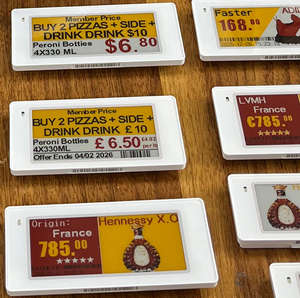 Member Price
BUY 2 PIZZAS + SIDE +
DRINK DRINK $10
Peroni Bottles
4X330 ML
$6.80
Faster
168.00
Member Price
BUY 2 PIZZAS + SIDE +
DRINK DRINK £ 10
Peroni Bottles
4X330ML
£ 6.50
Offer Ends 04/02 2026
LVMH
France
€785.00
Origin:
France
785.00
Hennessy X.O